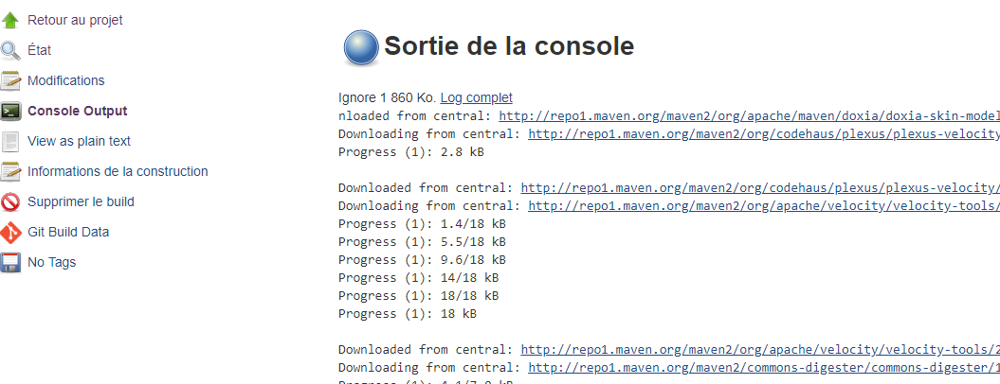 Retour au projet
État
Modifications
Console Output
View as plain text
Informations de la construction
Supprimer le build
Git Build Data
No Tags
Sortie de la console
Ignore 1 860 Ko. Log complet
nloaded from central: http://repo1.maven.org/maven2/org/apache/maven/doxia/doxia-skin-model
Downloading from central: http://repo1.maven.org/maven2/org/codehaus/plexus/plexus-velocity
Progress (1): 2.8 kB
Downloaded from central: http://repo1.maven.org/maven2/org/codehaus/plexus/plexus-velocity/
Downloading from central: http://repo1.maven.org/maven2/org/apache/velocity/velocity-tools/
Progress (1): 1.4/18 kB
Progress (1): 5.5/18 kB
Progress (1): 9.6/18 kB
Progress (1): 14/18 kB
Progress (1): 18/18 kB
Progress (1): 18 kB
Downloaded from central: http://repo1.maven.org/maven2/org/apache/velocity/velocity-tools/2
Downloading from central: http://repo1.maven.org/maven2/commons-digester/commons-digester/1
Progress (1):